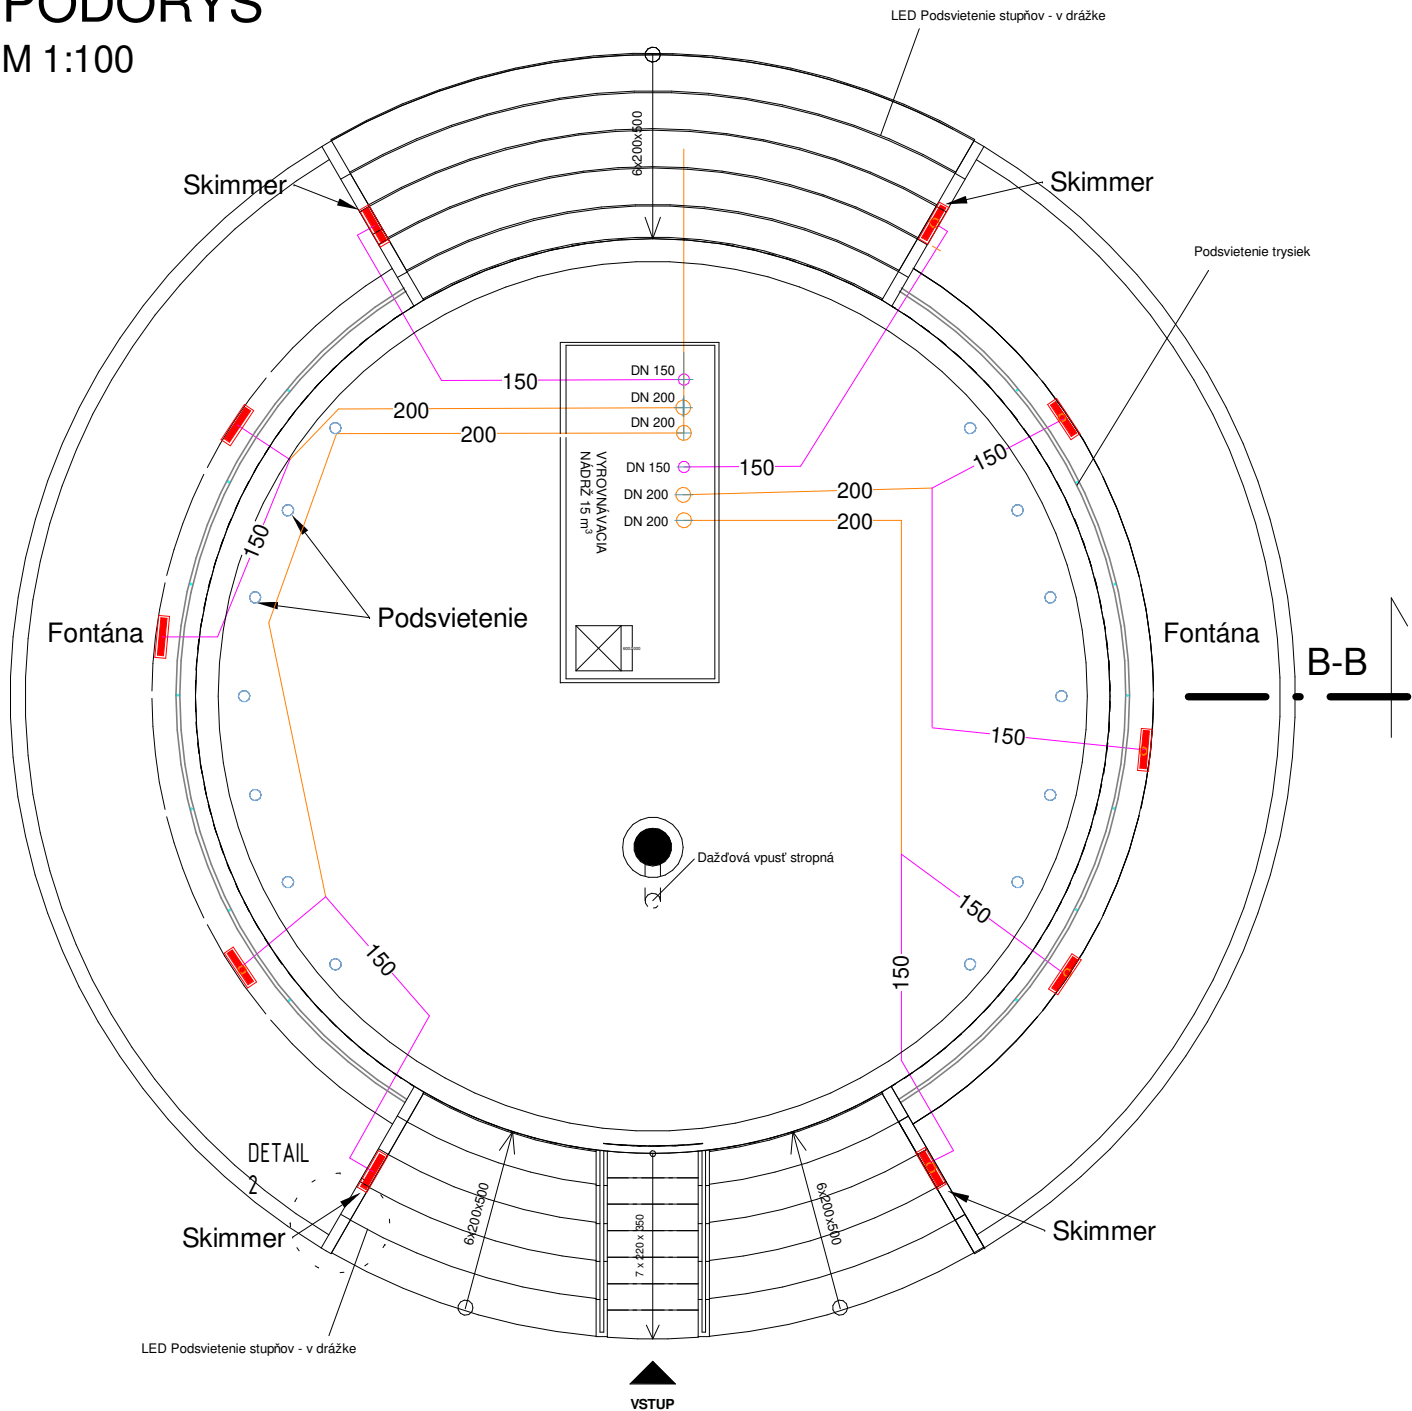 PÔDORYS
M 1:100
LED Podsvietenie stupňov - v drážke
6x200x500
Skimmer
Skimmer
Podsvietenie trysiek
DN 150
150
DN 200
200
DN 200
200
DN 150
150
DN 200
200
DN 200
200
VYROVNÁVACIA
NÁDRŽ 15 m³
150
150
Podsvietenie
Fontána
Fontána
B-B
150
Dažďová vpusť stropná
150
150
150
DETAIL
2
Skimmer
Skimmer
6x200x500
7 x 220 x 350
6x200x500
LED Podsvietenie stupňov - v drážke
VSTUP